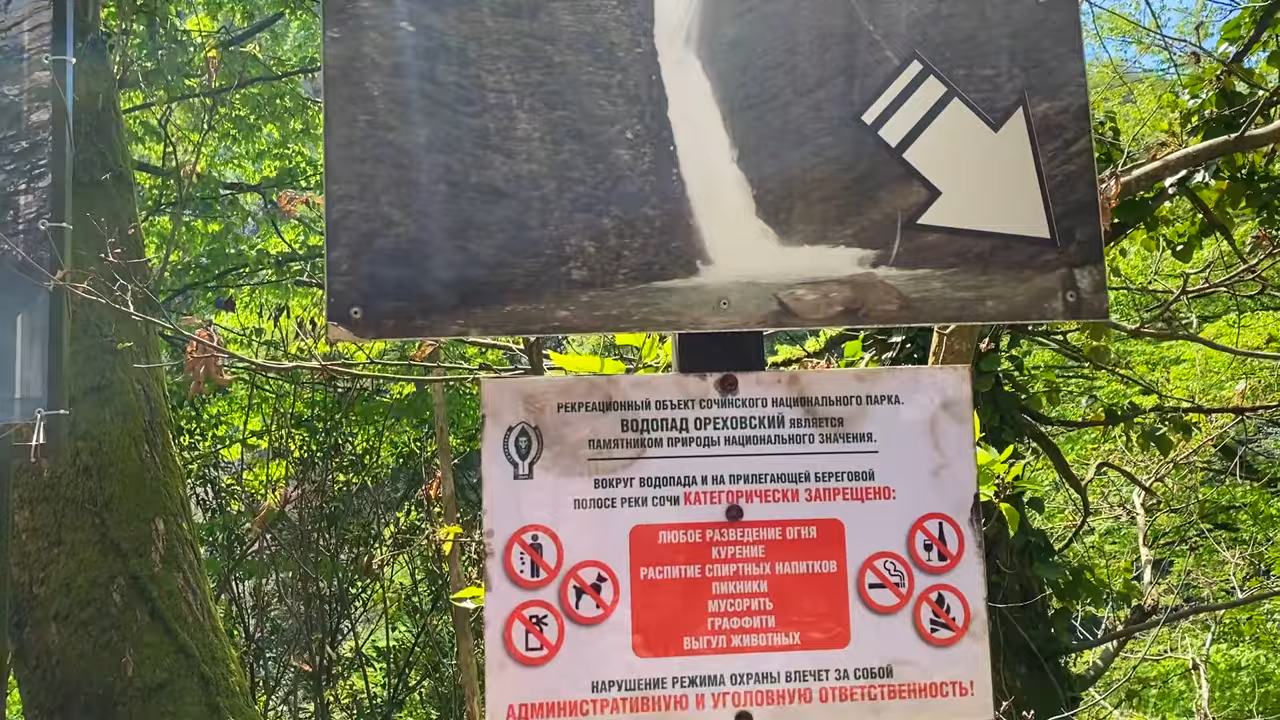 РЕКРЕАЦИОННЫЙ ОБЪЕКТ СОЧИНСКОГО НАЦИОНАЛЬНОГО ПАРКА.
ВОДОПАД ОРЕХОВСКИЙ ЯВЛЯЕТСЯ
ПАМЯТНИКОМ ПРИРОДЫ НАЦИОНАЛЬНОГО ЗНАЧЕНИЯ.
ВОКРУГ ВОДОПАДА И НА ПРИЛЕГАЮЩЕЙ БЕРЕГОВОЙ
ПОЛОСЕ РЕКИ СОЧИ КАТЕГОРИЧЕСКИ ЗАПРЕЩЕНО:
ЛЮБОЕ РАЗВЕДЕНИЕ ОГНЯ
КУРЕНИЕ
РАСПИТИЕ СПИРТНЫХ НАПИТКОВ
ПИКНИКИ
МУСОРИТЬ
ГРАФФИТИ
ВЫГУЛ ЖИВОТНЫХ
НАРУШЕНИЕ РЕЖИМА ОХРАНЫ ВЛЕЧЕТ ЗА СОБОЙ
АДМИНИСТРАТИВНУЮ И УГОЛОВНУЮ ОТВЕТСТВЕННОСТЬ!